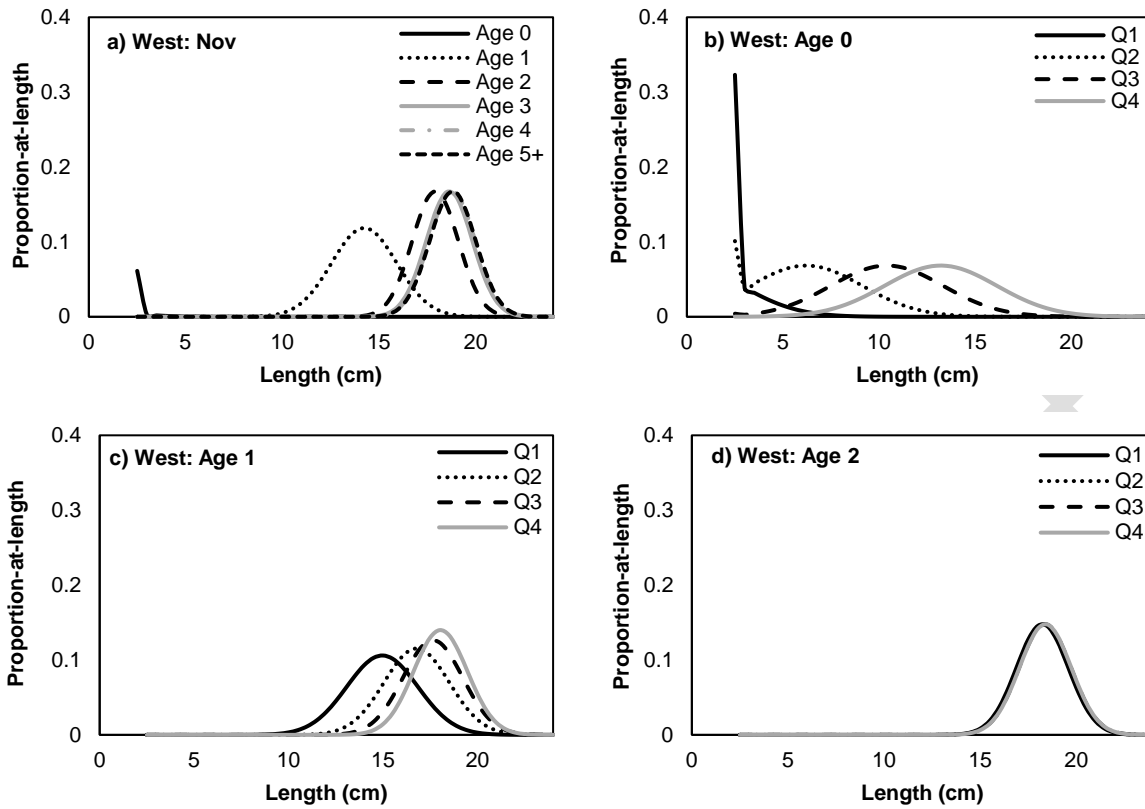 a) West: Nov
Age 0
Age 1
Age 2
Age 3
Age 4
Age 5+
Proportion-at-length
0.4
0.3
0.2
0.1
0
0 5 10 15 20
Length (cm)
b) West: Age 0
Q1
Q2
Q3
Q4
Proportion-at-length
0.4
0.3
0.2
0.1
0
0 5 10 15 20
Length (cm)
c) West: Age 1
Q1
Q2
Q3
Q4
Proportion-at-length
0.4
0.3
0.2
0.1
0
0 5 10 15 20
Length (cm)
d) West: Age 2
Q1
Q2
Q3
Q4
Proportion-at-length
0.4
0.3
0.2
0.1
0
0 5 10 15 20
Length (cm)